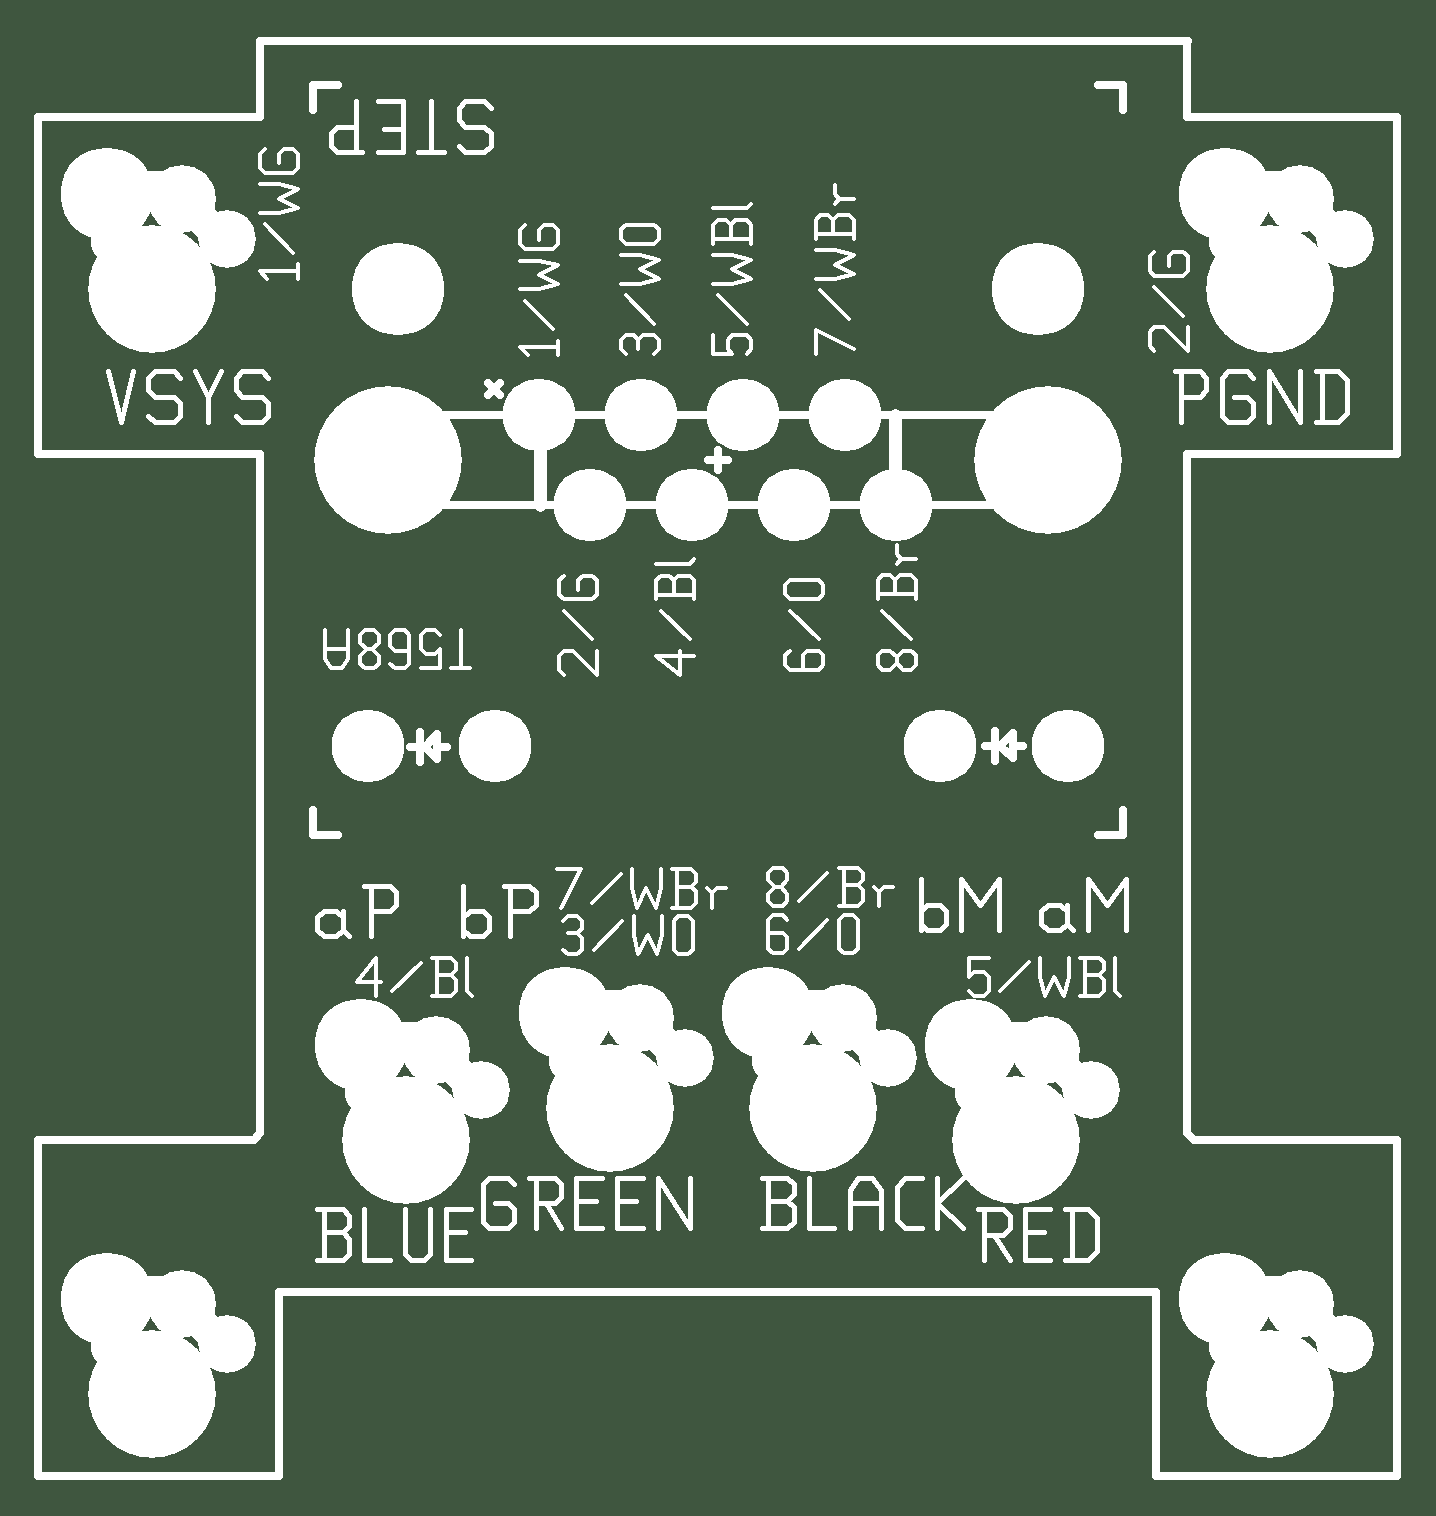 STEP
1/WG
1/WG
3/WO
5/WBl
7/WBr
2/G
VSYS
PGND
2/G
4/Bl
6/O
8/Br
T568A
aP bP
7/WBr
3/WO
8/Br
6/O
bM aM
4/Bl
5/WBl
BLUE
GREEN
BLACK
RED